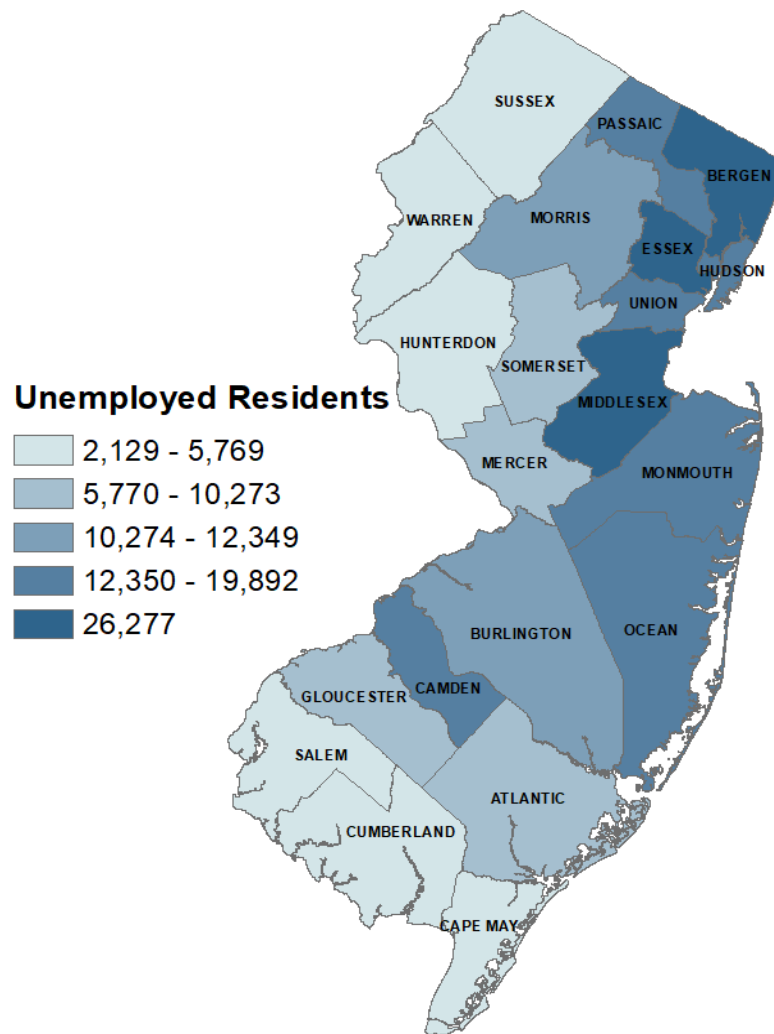 SUSSEX
PASSAIC
BERGEN
WARREN
MORRIS
ESSEX
HUDSON
UNION
HUNTERDON
SOMERSET
MIDDLESEX
MERCER
MONMOUTH
Unemployed Residents
2,129 - 5,769
5,770 - 10,273
10,274 - 12,349
12,350 - 19,892
26,277
BURLINGTON
OCEAN
CAMDEN
GLOUCESTER
SALEM
ATLANTIC
CUMBERLAND
CAPE MAY